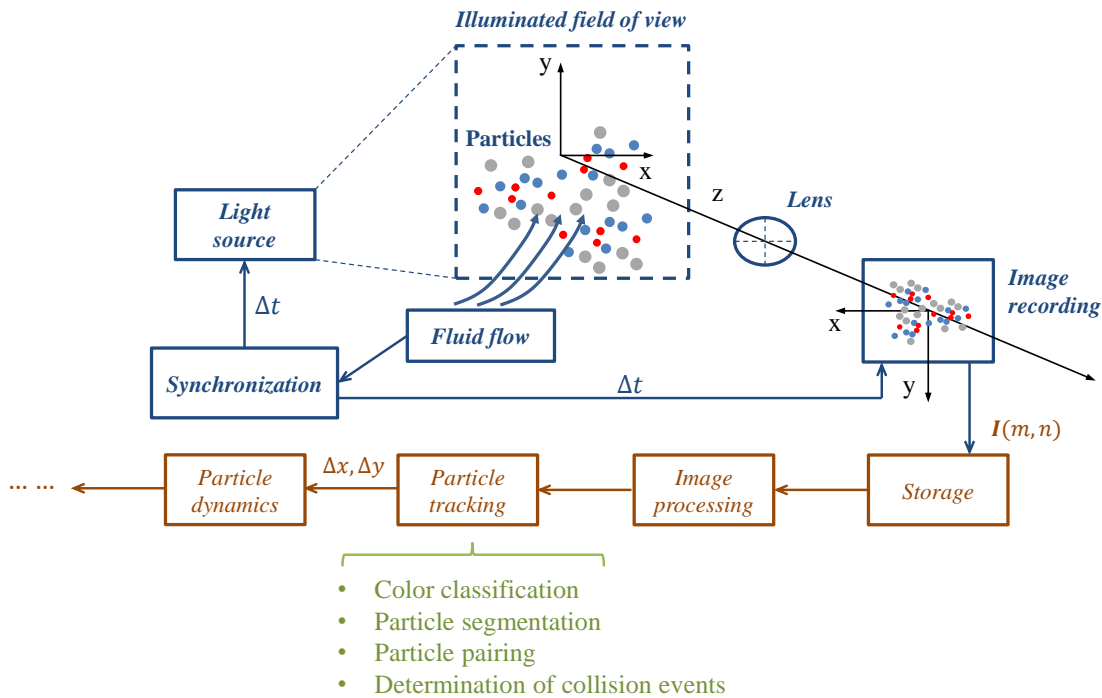 Illuminated field of view
y
Particles
x
z
Lens
Light
source
Image
recording
x
Δt
Fluid flow
Synchronization
Δt
y
I(m, n)
Particle
dynamics
Δx, Δy
Particle
tracking
Image
processing
Storage
... ...
• Color classification
• Particle segmentation
• Particle pairing
• Determination of collision events